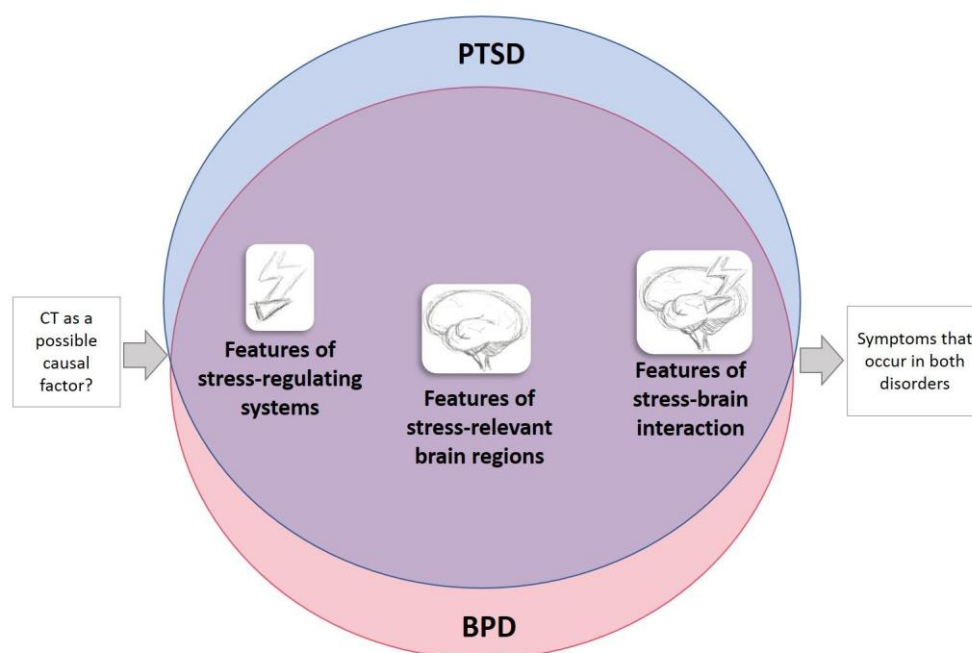 PTSD
CT as a
possible
causal
factor?
Features of
stress-regulating
systems
Features of
stress-relevant
brain regions
Features of
stress-brain
interaction
Symptoms that
occur in both
disorders
BPD